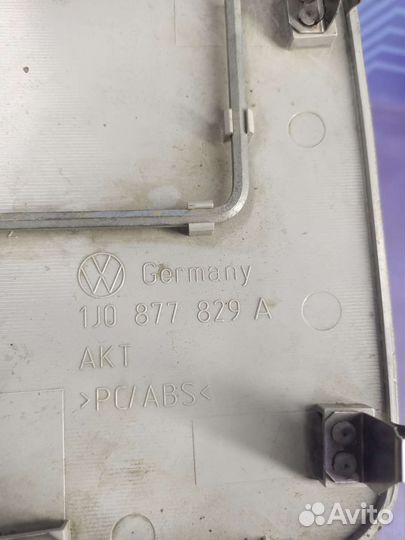 Germany
1J0 877 829 A
AKT
>PC/ABS<
Avito